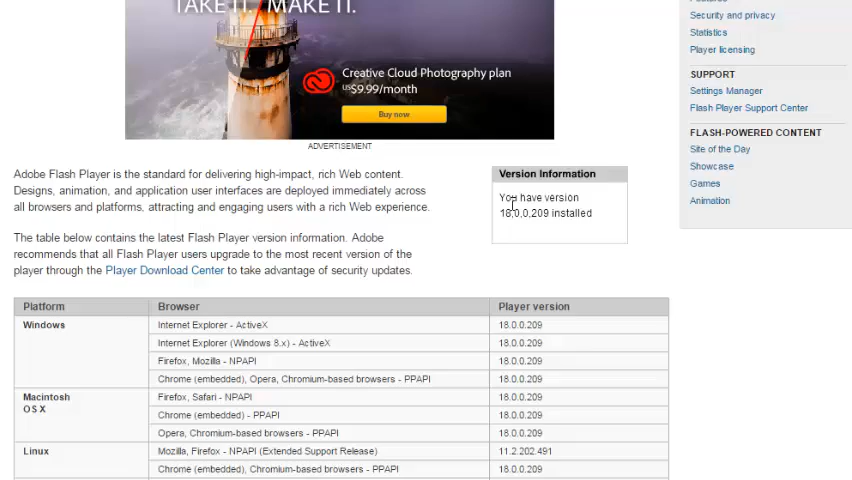 TAKE IT. MAKE IT.
Creative Cloud Photography plan
US$9.99/month
Buy now
ADVERTISEMENT
Security and privacy
Statistics
Player licensing
SUPPORT
Settings Manager
Flash Player Support Center
FLASH-POWERED CONTENT
Site of the Day
Showcase
Games
Animation
Adobe Flash Player is the standard for delivering high-impact, rich Web content.
Designs, animation, and application user interfaces are deployed immediately across
all browsers and platforms, attracting and engaging users with a rich Web experience.
Version Information
You have version
18,0,0,209 installed
The table below contains the latest Flash Player version information. Adobe
recommends that all Flash Player users upgrade to the most recent version of the
player through the Player Download Center to take advantage of security updates.
Platform Browser Player version
Windows Internet Explorer - ActiveX 18.0.0.209
Internet Explorer (Windows 8.x) - ActiveX 18.0.0.209
Firefox, Mozilla - NPAPI 18.0.0.209
Chrome (embedded), Opera, Chromium-based browsers - PPAPI 18.0.0.209
Macintosh Firefox, Safari - NPAPI 18.0.0.209
OS X
Chrome (embedded) - PPAPI 18.0.0.209
Opera, Chromium-based browsers - PPAPI 18.0.0.209
Linux Mozilla, Firefox - NPAPI (Extended Support Release) 11.2.202.491
Chrome (embedded), Chromium-based browsers - PPAPI 18.0.0.209